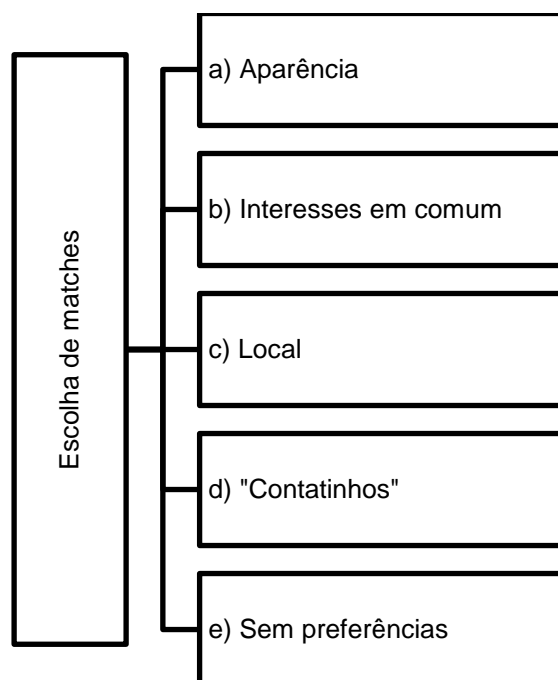 Escolha de matches
a) Aparência
b) Interesses em comum
c) Local
d) "Contatinhos"
e) Sem preferências